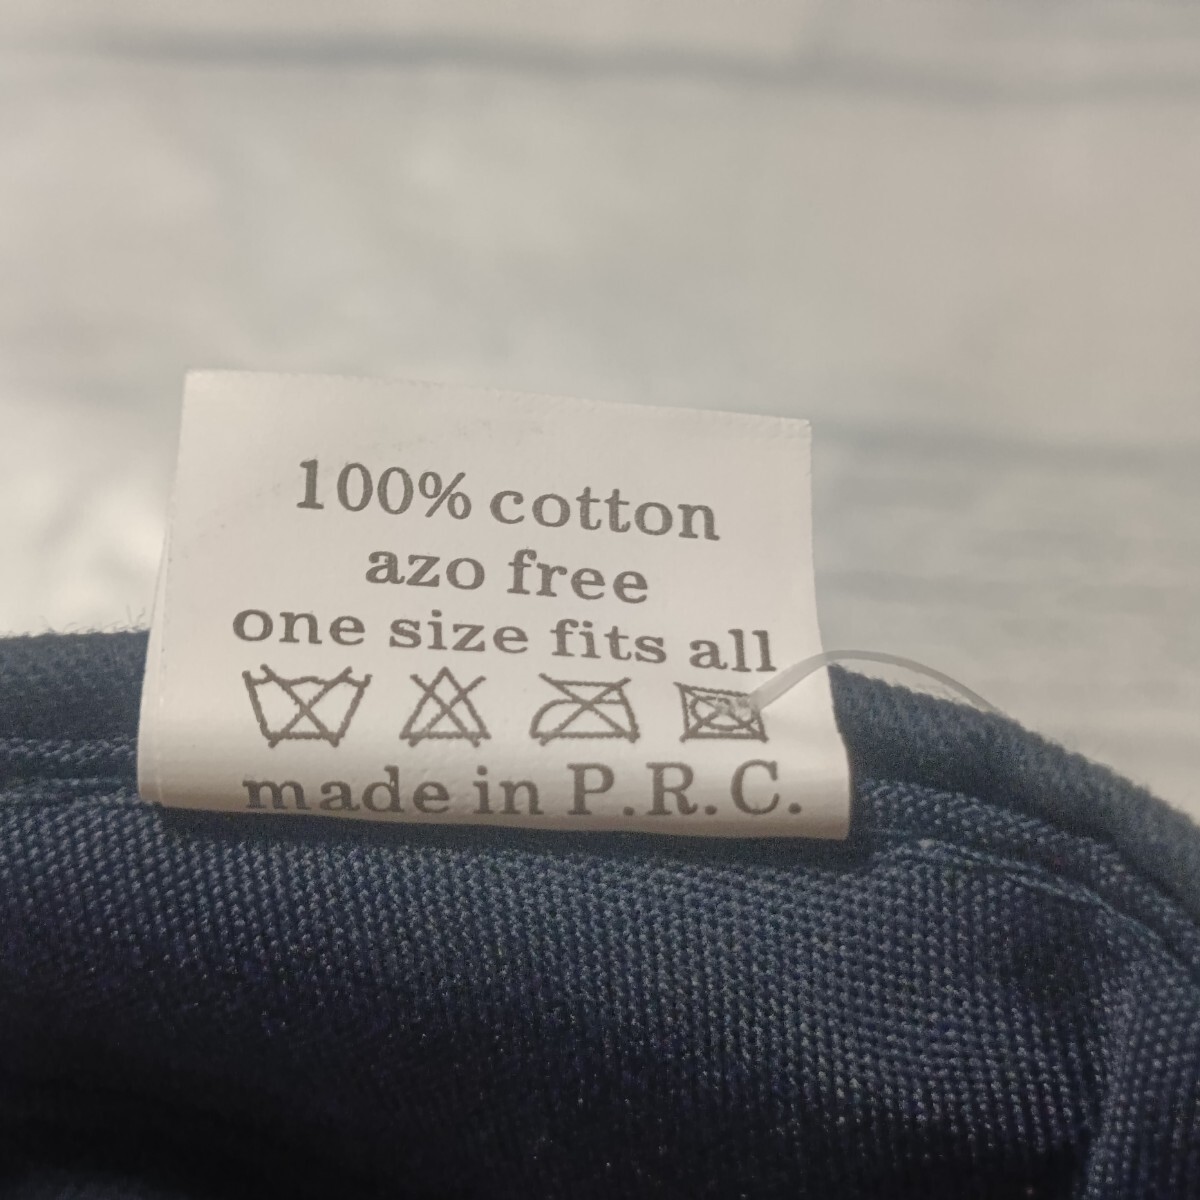 100% cotton
azo free
one size fits all
made in P.R.C.